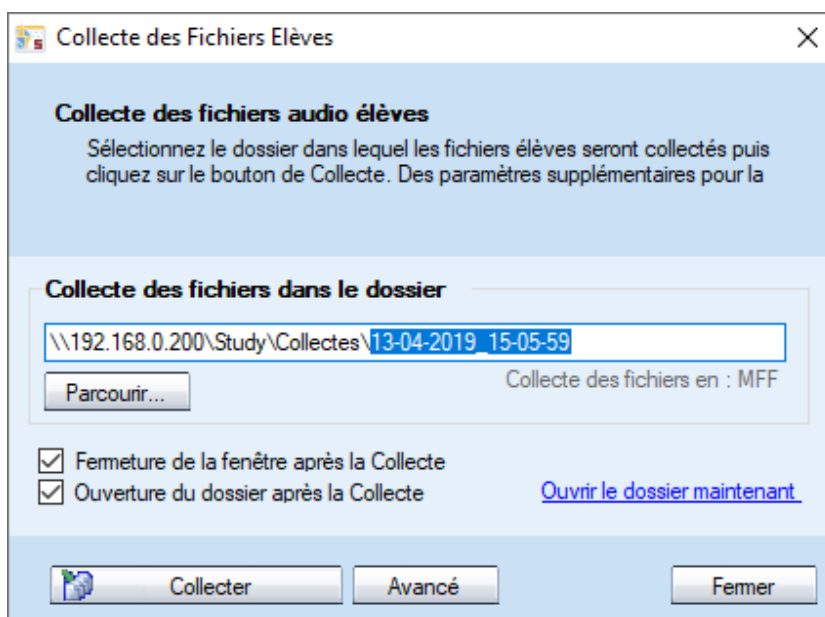 Collecte des Fichiers Elèves
Collecte des fichiers audio élèves
Sélectionnez le dossier dans lequel les fichiers élèves seront collectés puis
cliquez sur le bouton de Collecte. Des paramètres supplémentaires pour la
Collecte des fichiers dans le dossier
\\192.168.0.200\Study\Collectes\13-04-2019_15-05-59
Parcourir...
Collecte des fichiers en : MFF
Fermeture de la fenêtre après la Collecte
Ouverture du dossier après la Collecte
Ouvrir le dossier maintenant
Collecter Avancé Fermer